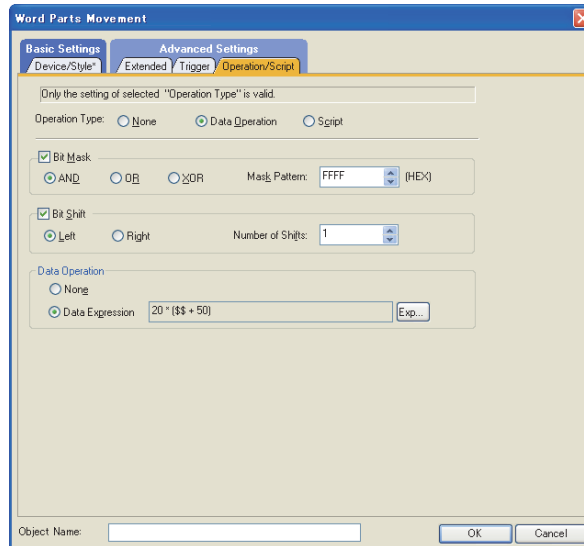 Word Parts Movement
Basic Settings Advanced Settings
Device/Style* Extended Trigger Operation/Script
Only the setting of selected "Operation Type" is valid.
Operation Type: None Data Operation Script
Bit Mask
AND OR XOR Mask Pattern: FFFF (HEX)
Bit Shift
Left Right Number of Shifts: 1
Data Operation
None
Data Expression 20 * ($$ + 50) Exp...
Object Name: OK Cancel